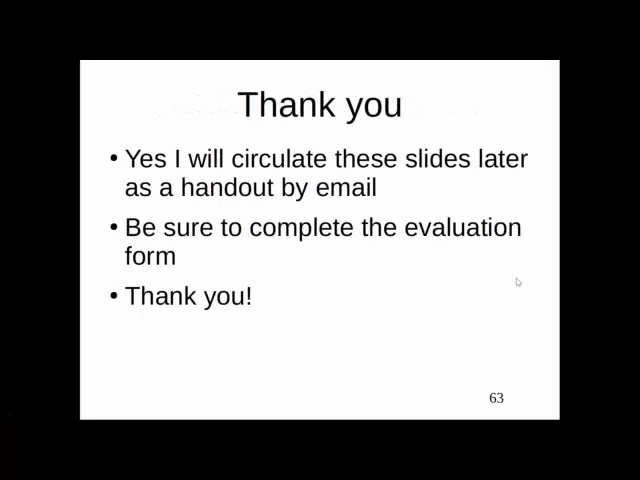 Thank you
• Yes I will circulate these slides later
as a handout by email
• Be sure to complete the evaluation
form
• Thank you!
63